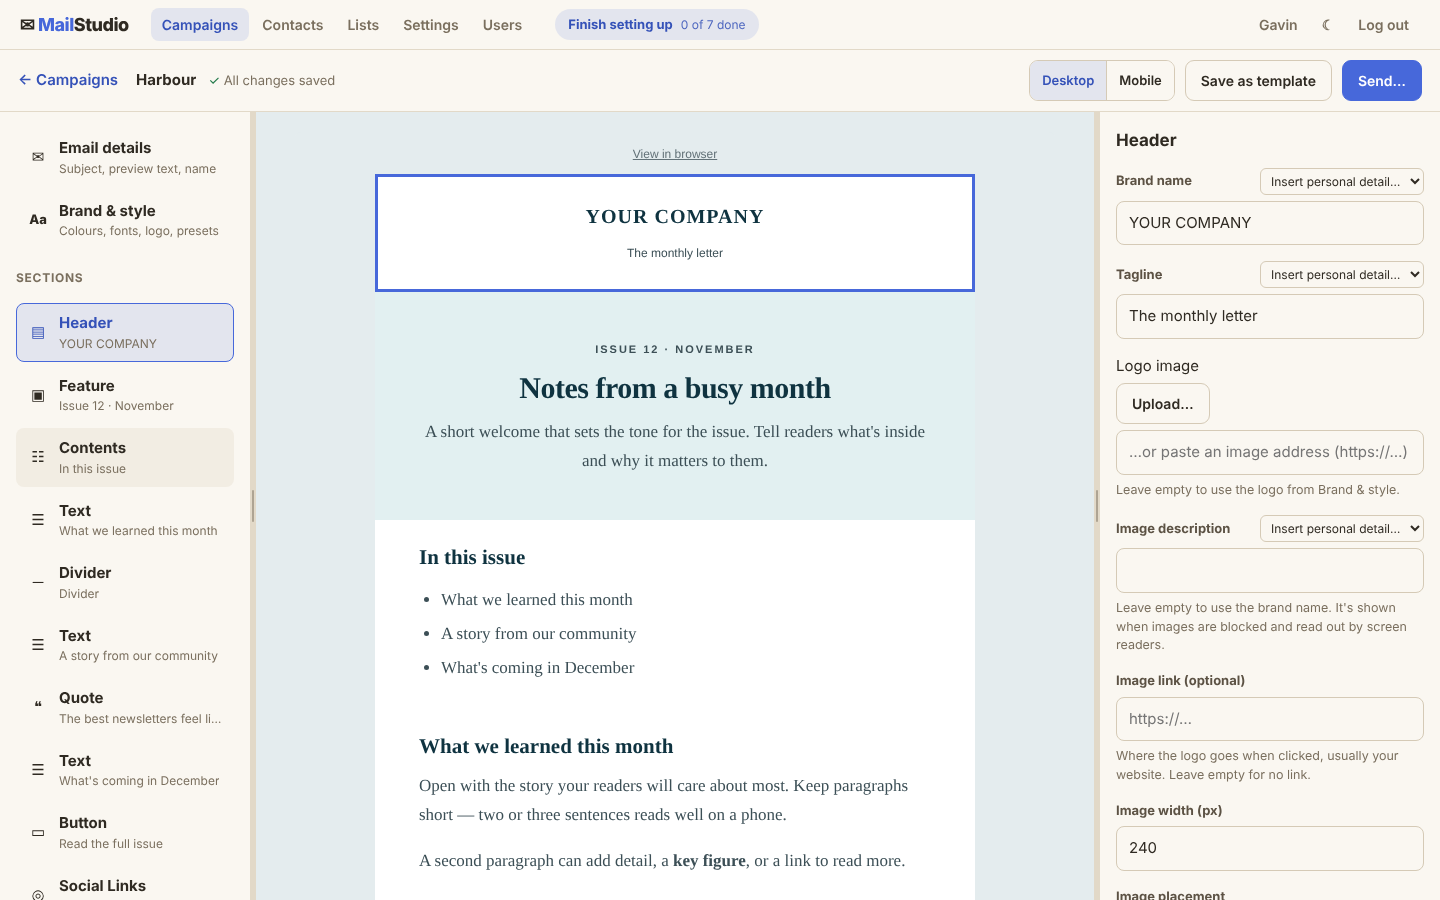 MailStudio
Campaigns
Contacts
Lists
Settings
Users
Finish setting up 0 of 7 done
Gavin
Log out
← Campaigns
Harbour
✓ All changes saved
Desktop
Mobile
Save as template
Send...
Email details
Subject, preview text, name
Aa
Brand & style
Colours, fonts, logo, presets
SECTIONS
Header
YOUR COMPANY
Feature
Issue 12 · November
Contents
In this issue
Text
What we learned this month
Divider
Divider
Text
A story from our community
Quote
The best newsletters feel li...
Text
What's coming in December
Button
Read the full issue
Social Links
View in browser
YOUR COMPANY
The monthly letter
ISSUE 12 · NOVEMBER
Notes from a busy month
A short welcome that sets the tone for the issue. Tell readers what's inside
and why it matters to them.
In this issue
• What we learned this month
• A story from our community
• What's coming in December
What we learned this month
Open with the story your readers will care about most. Keep paragraphs
short — two or three sentences reads well on a phone.
A second paragraph can add detail, a key figure, or a link to read more.
Header
Brand name
Insert personal detail...
YOUR COMPANY
Tagline
Insert personal detail...
The monthly letter
Logo image
Upload...
...or paste an image address (https://...)
Leave empty to use the logo from Brand & style.
Image description
Insert personal detail...
Leave empty to use the brand name. It's shown
when images are blocked and read out by screen
readers.
Image link (optional)
https://...
Where the logo goes when clicked, usually your
website. Leave empty for no link.
Image width (px)
240
Image placement